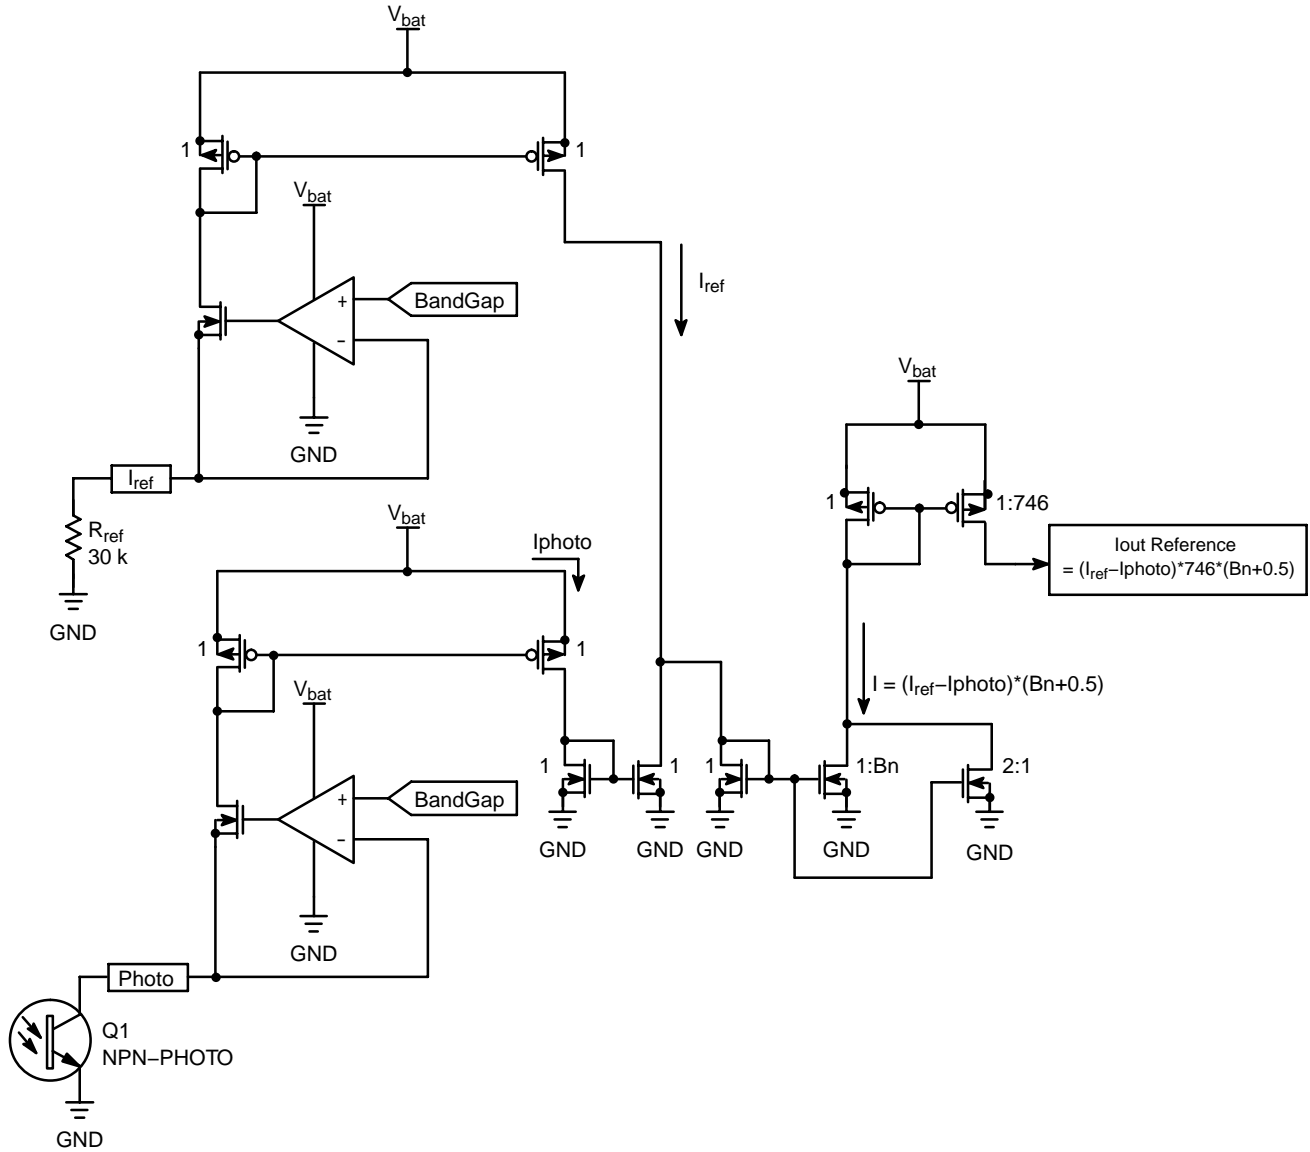 Vbat
1
1
Vbat
+
BandGap
−
Iref
GND
Iref
Rref
30 k
GND
Vbat
Iphoto
Vbat
1:746
1
Iout Reference
= (Iref−Iphoto)*746*(Bn+0.5)
1
1
Vbat
I = (Iref−Iphoto)*(Bn+0.5)
+
BandGap
−
1
1
1
1:Bn
2:1
GND
GND
GND
GND
GND
GND
Photo
Q1
NPN−PHOTO
GND